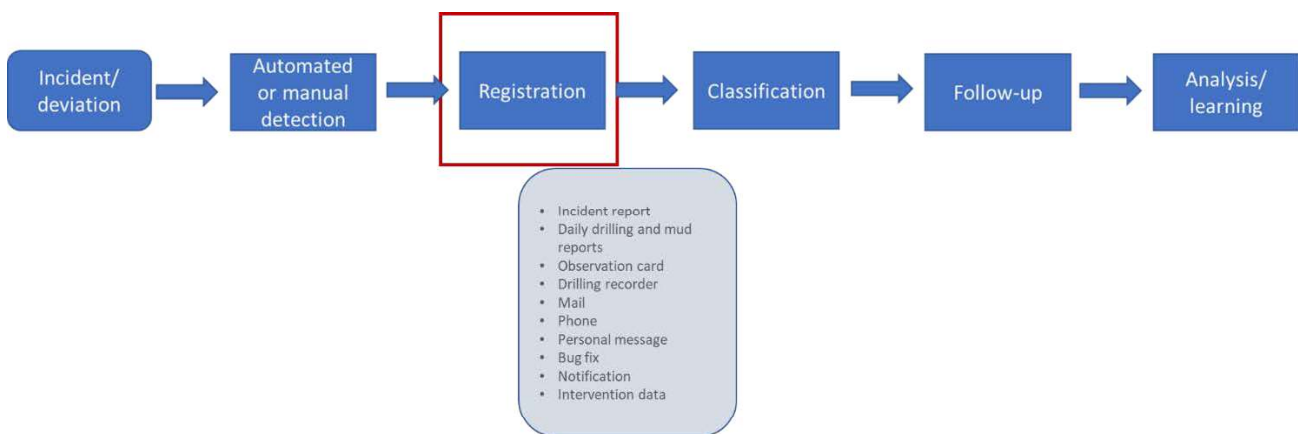 Incident/
deviation
Automated
or manual
detection
Registration
Classification
Follow-up
Analysis/
learning
• Incident report
• Daily drilling and mud
reports
• Observation card
• Drilling recorder
• Mail
• Phone
• Personal message
• Bug fix
• Notification
• Intervention data